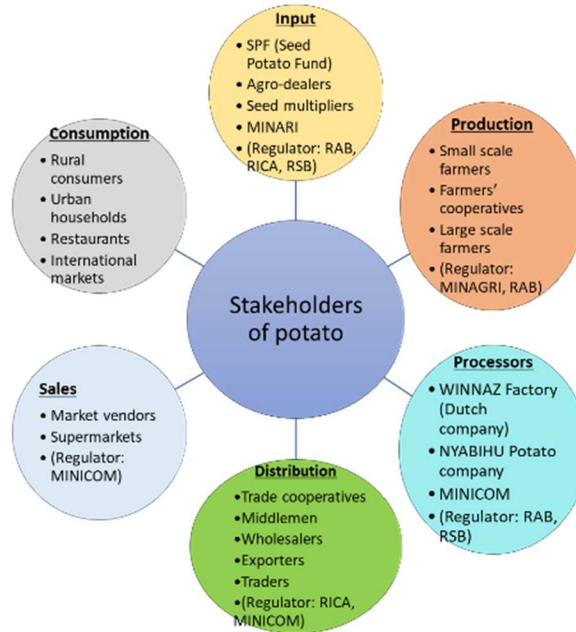 Input
• SPF (Seed
Potato Fund)
• Agro-dealers
• Seed multipliers
• MINARI
• (Regulator: RAB,
RICA, RSB)
Production
• Small scale
farmers
• Farmers'
cooperatives
• Large scale
farmers
• (Regulator:
MINAGRI, RAB)
Processors
• WINNAZ Factory
(Dutch
company)
• NYABIHU Potato
company
• MINICOM
• (Regulator: RAB,
RSB)
Distribution
•Trade cooperatives
•Middlemen
•Wholesalers
•Exporters
•Traders
•(Regulator: RICA,
MINICOM)
Sales
• Market vendors
• Supermarkets
• (Regulator:
MINICOM)
Consumption
• Rural
consumers
• Urban
households
• Restaurants
• International
markets
Stakeholders
of potato